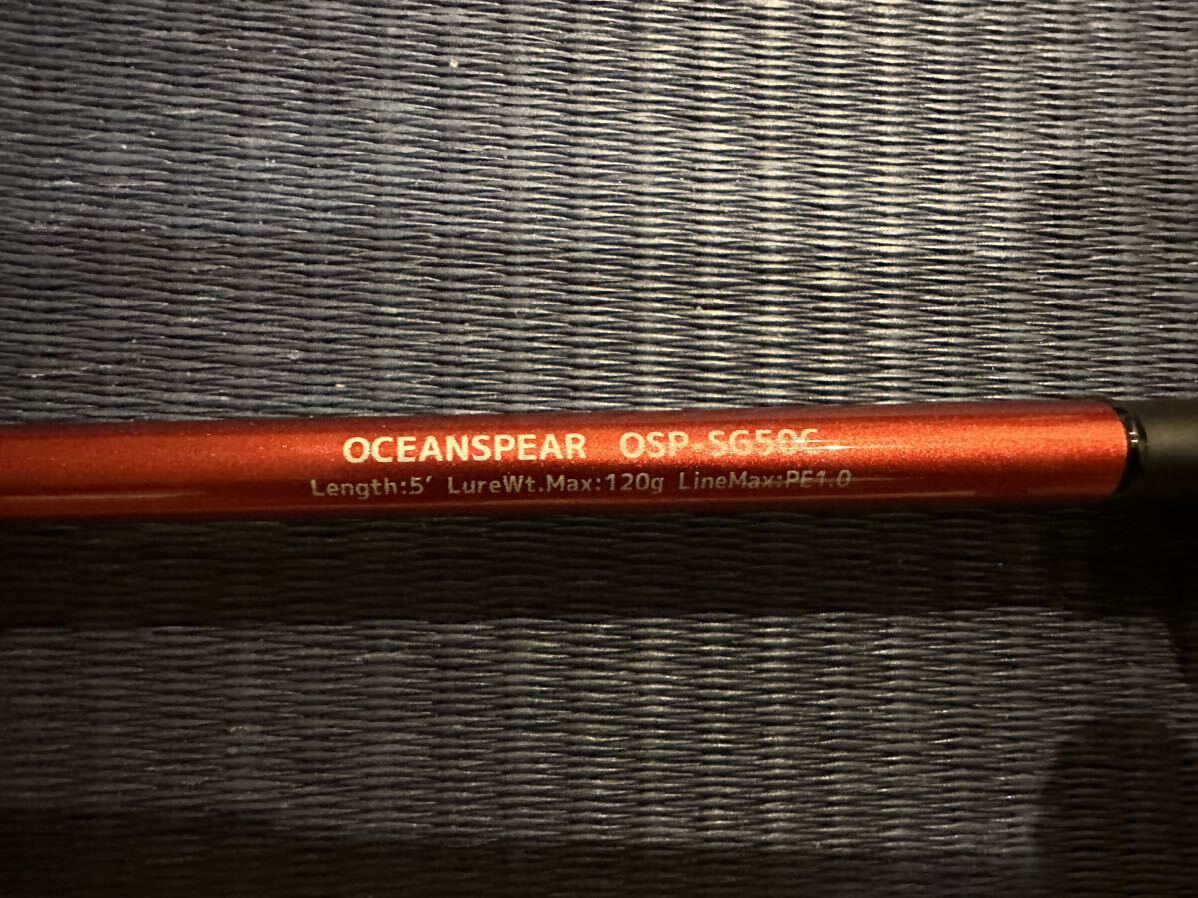 OCEANSPEAR OSP-SG50C
Length:5' LureWt.Max:120g LineMax:PE1.0